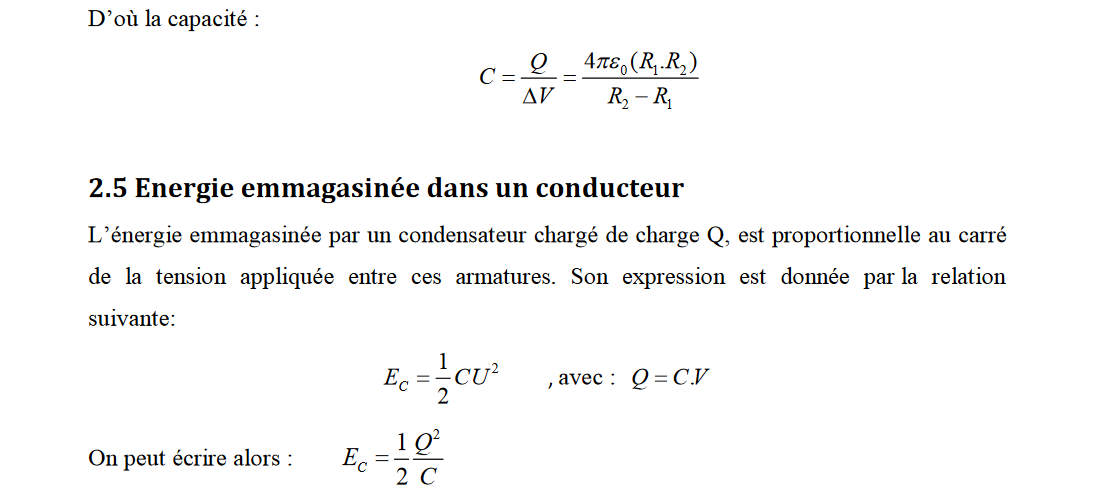 D’où la capacité :
C = Q / ΔV = 4πε₀(R₁.R₂) / (R₂ − R₁)
2.5 Energie emmagasinée dans un conducteur
L’énergie emmagasinée par un condensateur chargé de charge Q, est proportionnelle au carré
de la tension appliquée entre ces armatures. Son expression est donnée par la relation
suivante:
E_C = 1/2 CU² , avec : Q = C.V
On peut écrire alors : E_C = 1/2 Q²/C